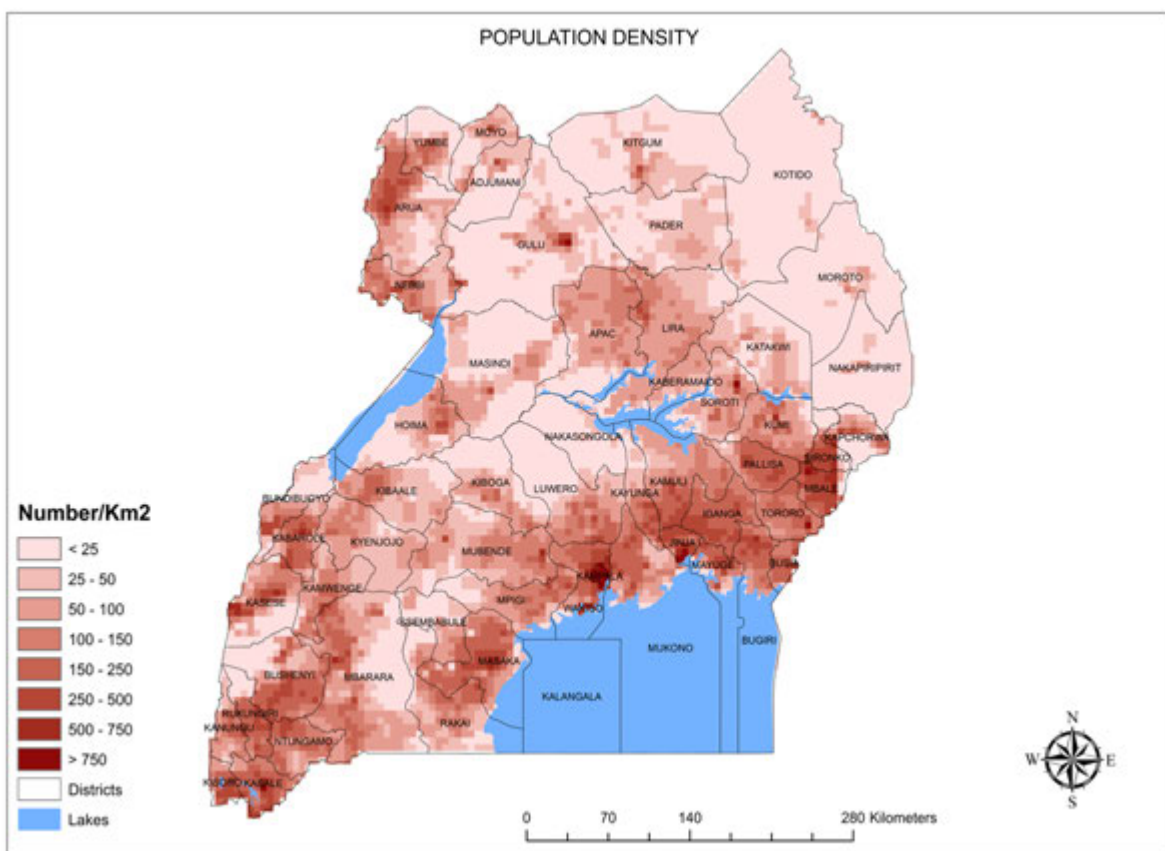 POPULATION DENSITY
MOYO
YUMBE
KITGUM
ADJUMANI
KOTIDO
ARUA
PADER
GULU
MOROTO
NEBBI
APAC
LIRA
KATAKWI
MASINDI
NAKAPIRIPIRIT
KABERAMAIDO
SOROTI
HOIMA
KUMI
NAKASONGOLA
KAPCHORWA
SIRONKO
PALLISA
KIBAALE
KIBOGA
LUWERO
KAMULI
MBALE
BUNDIBUGYO
KAYUNGA
IGANGA
TORORO
KABAROLE
KYENJOJO
MUBENDE
JINJA
MAYUGE
BUSIA
KAMPALA
KAMWENGE
KASESE
MPIGI
WAKISO
SSEMBABULE
MUKONO
BUGIRI
MASAKA
BUSHENYI
MBARARA
KALANGALA
RUKUNGIRI
RAKAI
KANUNGU
NTUNGAMO
KISORO
KABALE
Number/Km2
< 25
25 - 50
50 - 100
100 - 150
150 - 250
250 - 500
500 - 750
> 750
Districts
Lakes
N
W E
S
0 70 140 280 Kilometers